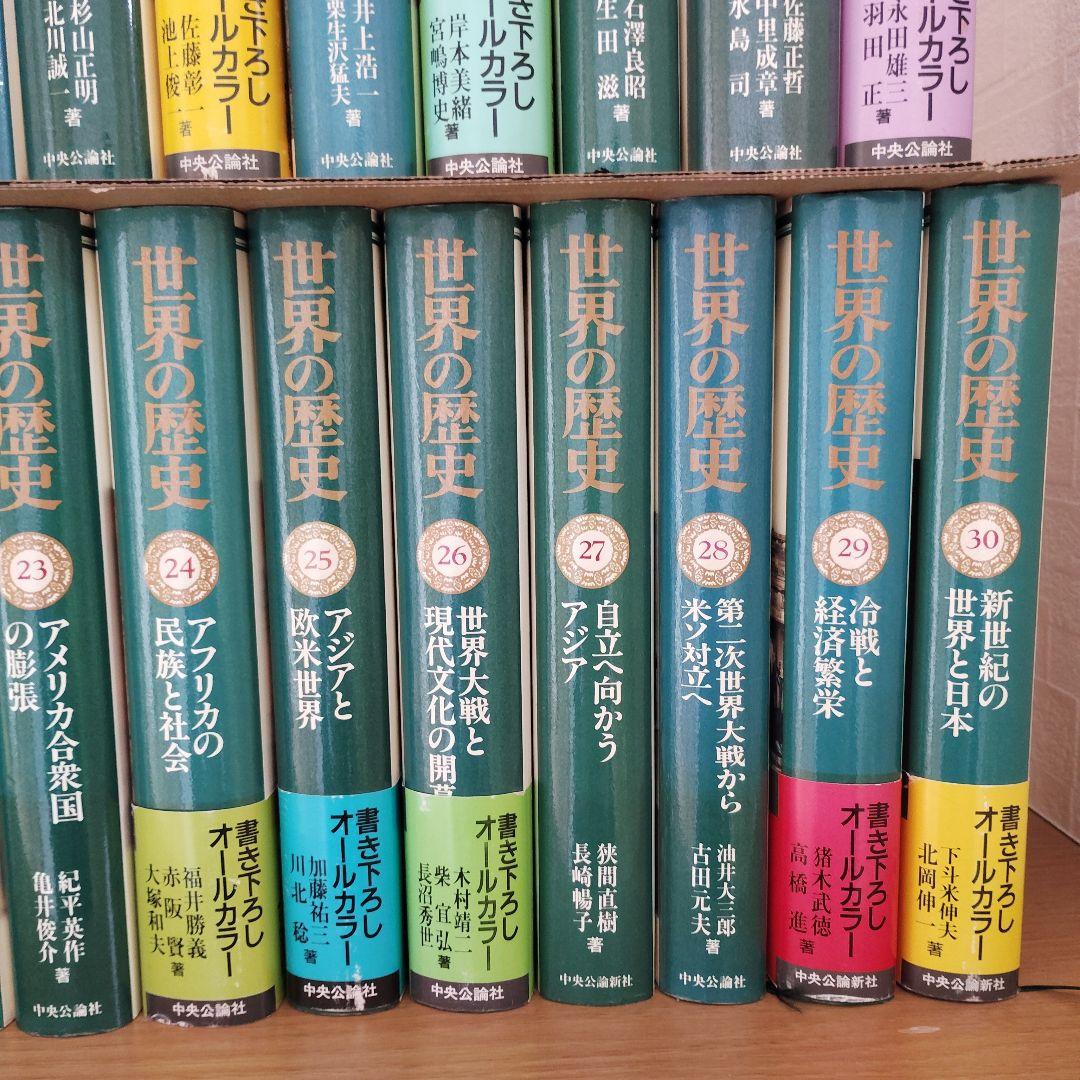 杉山正明
北川誠一
著
中央公論社
書き下ろし
オールカラー
佐藤彰一
池上俊一
著
中央公論社
井上浩一
栗生沢猛夫
著
中央公論社
書き下ろし
オールカラー
岸本美緒
宮嶋博史
著
中央公論社
石澤良昭
生田滋
著
中央公論社
佐藤正哲
中里成章
水島司
著
中央公論社
書き下ろし
オールカラー
永田雄三
羽田正
著
中央公論社
世界の歴史
23
アメリカ合衆国
の膨張
紀平英作
亀井俊介
著
中央公論社
世界の歴史
24
アフリカの
民族と社会
書き下ろし
オールカラー
福井勝義
赤阪賢
大塚和夫
著
中央公論社
世界の歴史
25
アジアと
欧米世界
書き下ろし
オールカラー
加藤祐三
川北稔
著
中央公論社
世界の歴史
26
世界大戦と
現代文化の開幕
書き下ろし
オールカラー
木村靖二
柴宜弘
長沼秀世
著
中央公論社
世界の歴史
27
自立へ向かう
アジア
狭間直樹
長崎暢子
著
中央公論新社
世界の歴史
28
第二次世界大戦から
米ソ対立へ
油井大三郎
古田元夫
著
中央公論社
世界の歴史
29
冷戦と
経済繁栄
書き下ろし
オールカラー
猪木武徳
高橋進
著
中央公論新社
世界の歴史
30
新世紀の
世界と日本
書き下ろし
オールカラー
下斗米伸夫
北岡伸一
著
中央公論新社